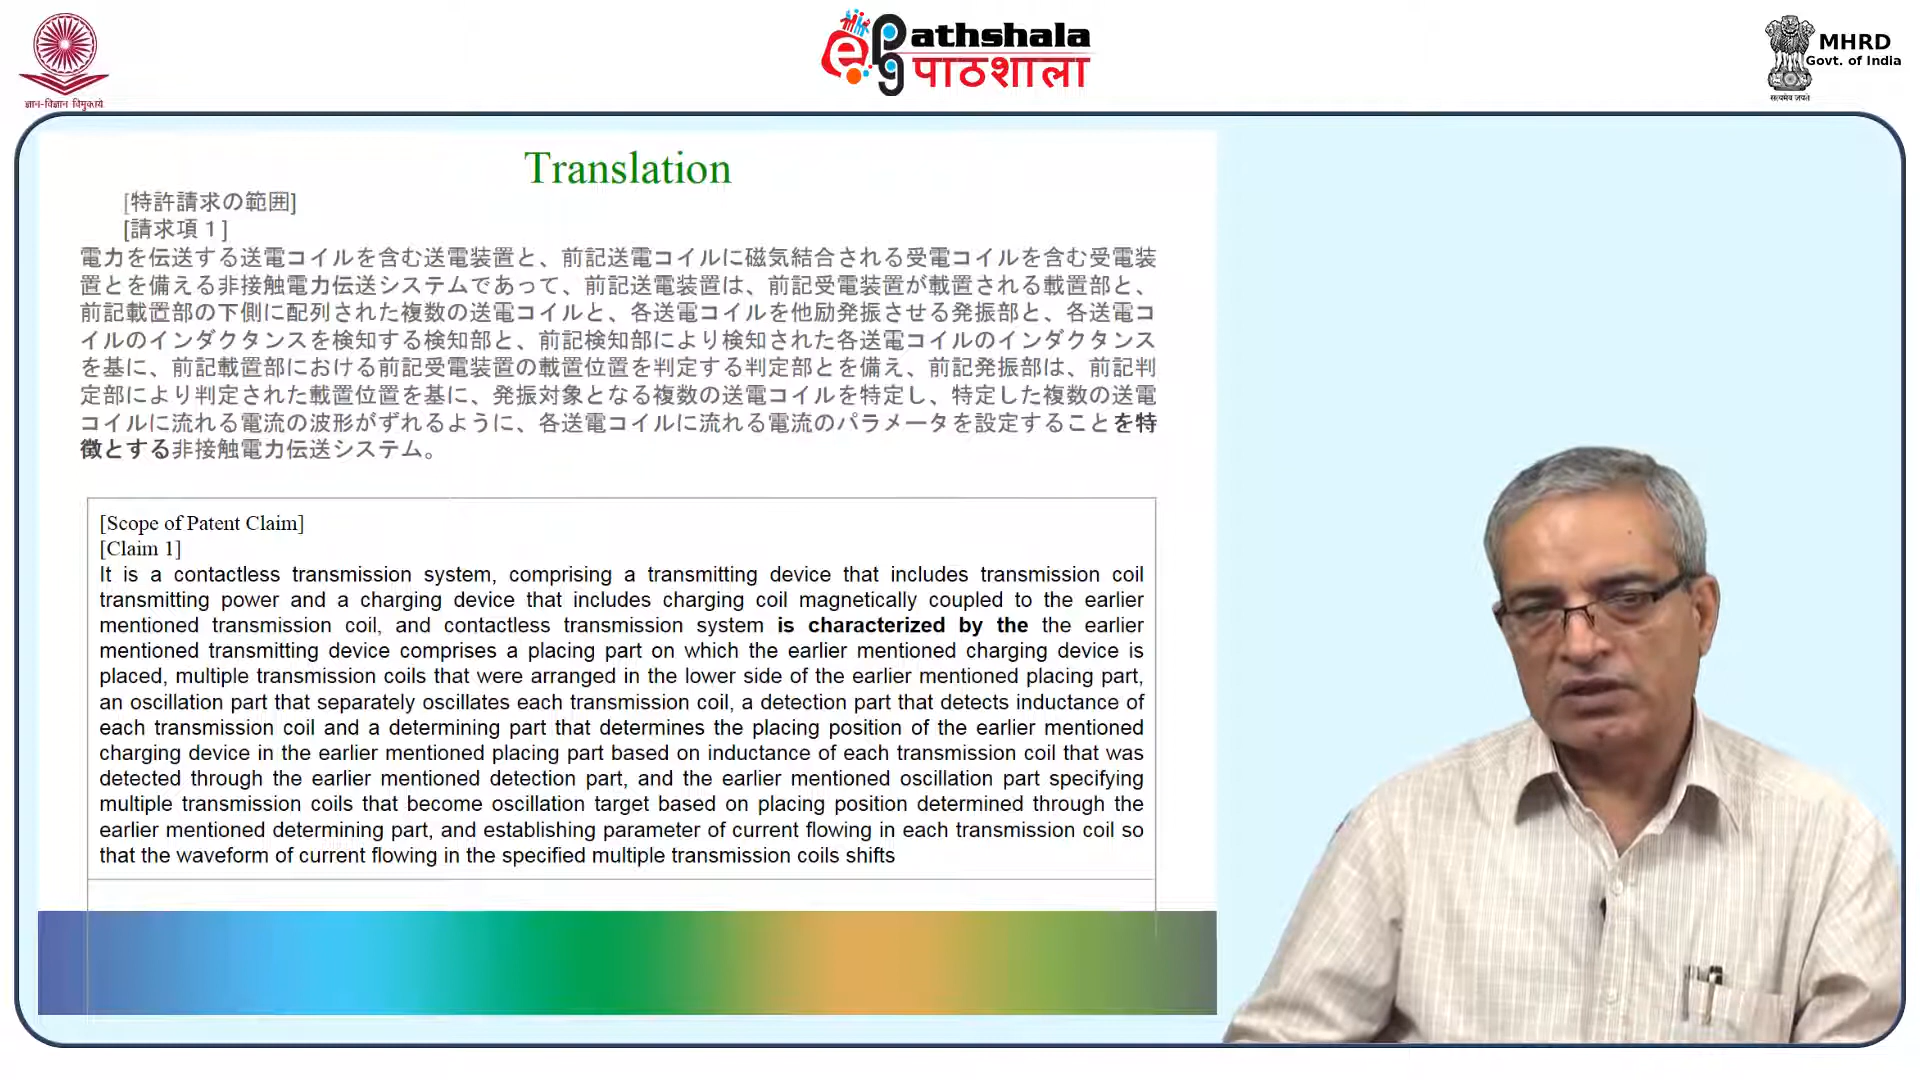 ज्ञान-विज्ञान विमुक्तये
e Pathshala
पाठशाला
MHRD
Govt. of India
सत्यमेव जयते
Translation
[特許請求の範囲]
[請求項１]
電力を伝送する送電コイルを含む送電装置と、前記送電コイルに磁気結合される受電コイルを含む受電装
置とを備える非接触電力伝送システムであって、前記送電装置は、前記受電装置が載置される載置部と、
前記載置部の下側に配列された複数の送電コイルと、各送電コイルを他励発振させる発振部と、各送電コ
イルのインダクタンスを検知する検知部と、前記検知部により検知された各送電コイルのインダクタンス
を基に、前記載置部における前記受電装置の載置位置を判定する判定部とを備え、前記発振部は、前記判
定部により判定された載置位置を基に、発振対象となる複数の送電コイルを特定し、特定した複数の送電
コイルに流れる電流の波形がずれるように、各送電コイルに流れる電流のパラメータを設定することを特
徴とする非接触電力伝送システム。
[Scope of Patent Claim]
[Claim 1]
It is a contactless transmission system, comprising a transmitting device that includes transmission coil
transmitting power and a charging device that includes charging coil magnetically coupled to the earlier
mentioned transmission coil, and contactless transmission system is characterized by the the earlier
mentioned transmitting device comprises a placing part on which the earlier mentioned charging device is
placed, multiple transmission coils that were arranged in the lower side of the earlier mentioned placing part,
an oscillation part that separately oscillates each transmission coil, a detection part that detects inductance of
each transmission coil and a determining part that determines the placing position of the earlier mentioned
charging device in the earlier mentioned placing part based on inductance of each transmission coil that was
detected through the earlier mentioned detection part, and the earlier mentioned oscillation part specifying
multiple transmission coils that become oscillation target based on placing position determined through the
earlier mentioned determining part, and establishing parameter of current flowing in each transmission coil so
that the waveform of current flowing in the specified multiple transmission coils shifts